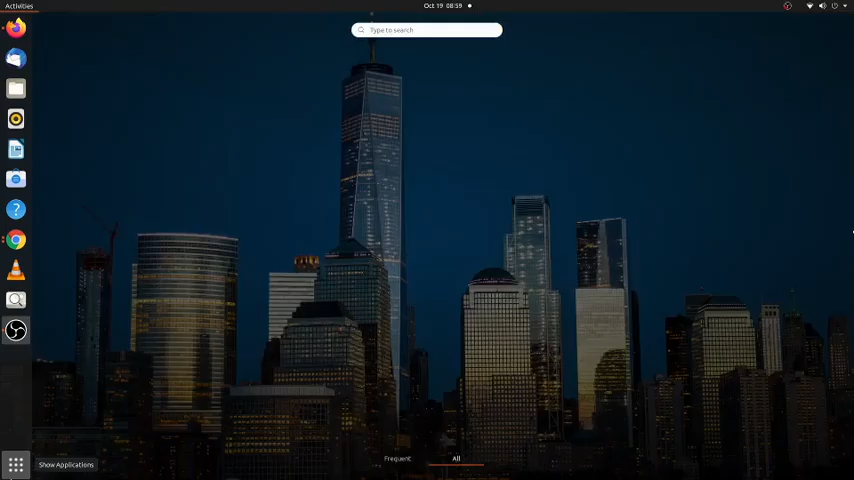 Activities
Oct 19 08:59
Type to search
Frequent
All
Show Applications